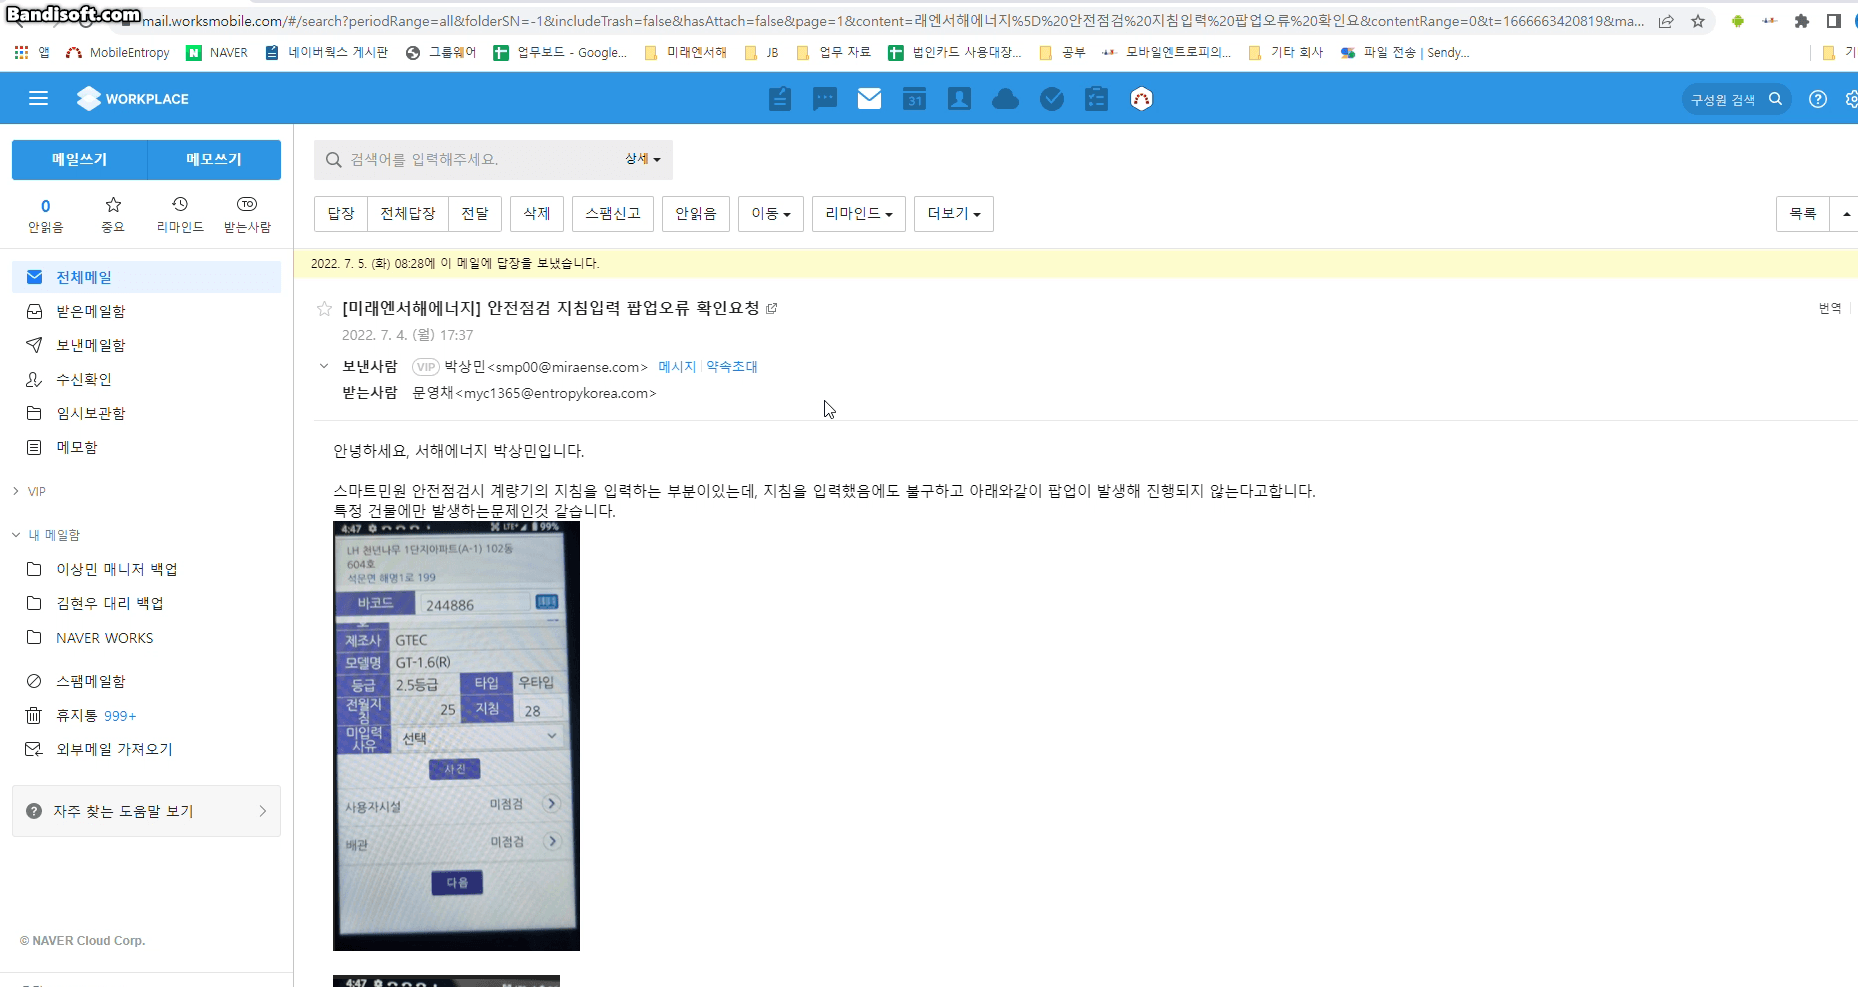 Bandisoft.com
mail.worksmobile.com/#/search?periodRange=all&folderSN=-1&includeTrash=false&hasAttach=false&page=1&content=래엔서해에너지%5D%20안전점검%20지침입력%20팝업오류%20확인요&contentRange=0&t=1666663420819&ma...
앱 MobileEntropy NAVER 네이버웍스 게시판 그룹웨어 업무보드 - Google... 미래엔서해 JB 업무 자료 법인카드 사용대장... 공부 모바일엔트로피의... 기타 회사 파일 전송 | Sendy...
WORKPLACE 31 구성원 검색
메일쓰기 메모쓰기
검색어를 입력해주세요. 상세
0 TO
안읽음 중요 리마인드 받는사람
답장 전체답장 전달 삭제 스팸신고 안읽음 이동 리마인드 더보기 목록
2022. 7. 5. (화) 08:28에 이 메일에 답장을 보냈습니다.
전체메일
받은메일함
보낸메일함
수신확인
임시보관함
메모함
VIP
내 메일함
이상민 매니저 백업
김현우 대리 백업
NAVER WORKS
스팸메일함
휴지통 999+
외부메일 가져오기
자주 찾는 도움말 보기
© NAVER Cloud Corp.
[미래엔서해에너지] 안전점검 지침입력 팝업오류 확인요청
번역
2022. 7. 4. (월) 17:37
보낸사람 VIP 박상민<smp00@miraense.com> 메시지 약속초대
받는사람 문영채<myc1365@entropykorea.com>
안녕하세요, 서해에너지 박상민입니다.
스마트민원 안전점검시 계량기의 지침을 입력하는 부분이있는데, 지침을 입력했음에도 불구하고 아래와같이 팝업이 발생해 진행되지 않는다고합니다.
특정 건물에만 발생하는문제인것 같습니다.
4:47 LTE 99%
LH 천년나무 1단지아파트(A-1) 102동
604호
석문면 해명1로 199
바코드 244886
제조사 GTEC
모델명 GT-1.6(R)
등급 2.5등급 타입 우타입
전월지침 25 지침 28
미입력사유 선택
사진
사용자시설 미점검
배관 미점검
다음
4:47